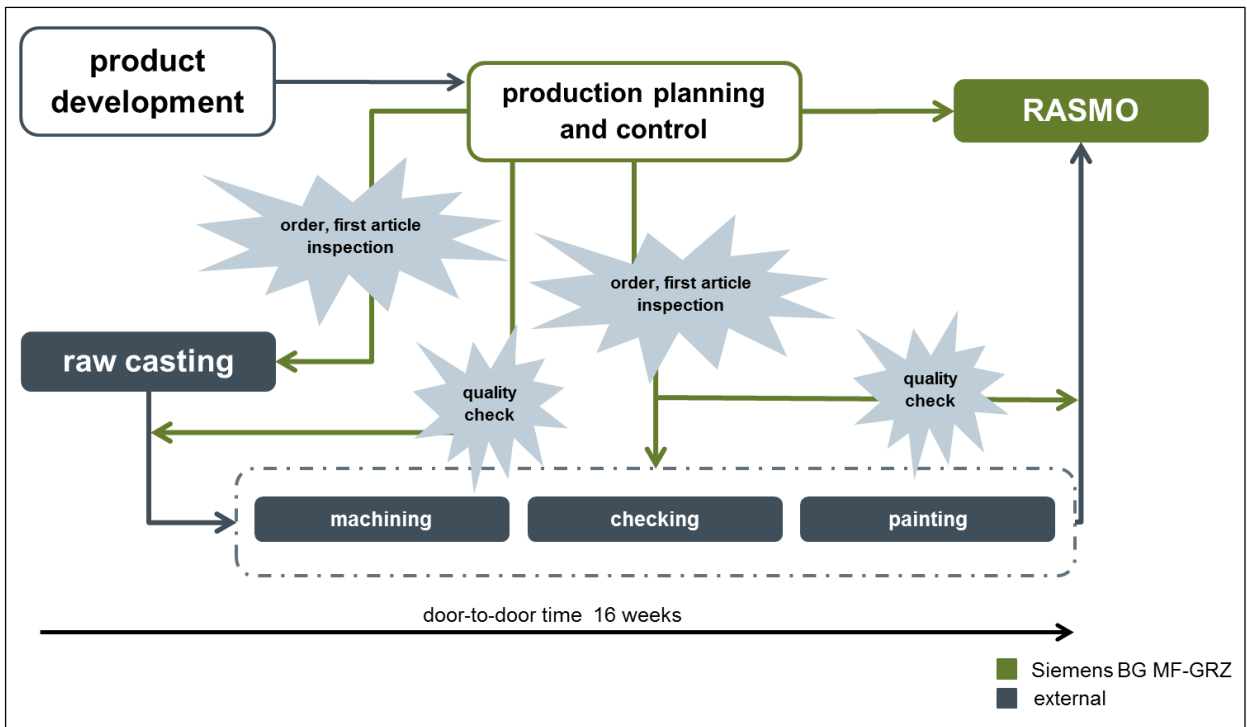 product
development
production planning
and control
RASMO
order, first article
inspection
order, first article
inspection
raw casting
quality
check
quality
check
machining
checking
painting
door-to-door time 16 weeks
Siemens BG MF-GRZ
external